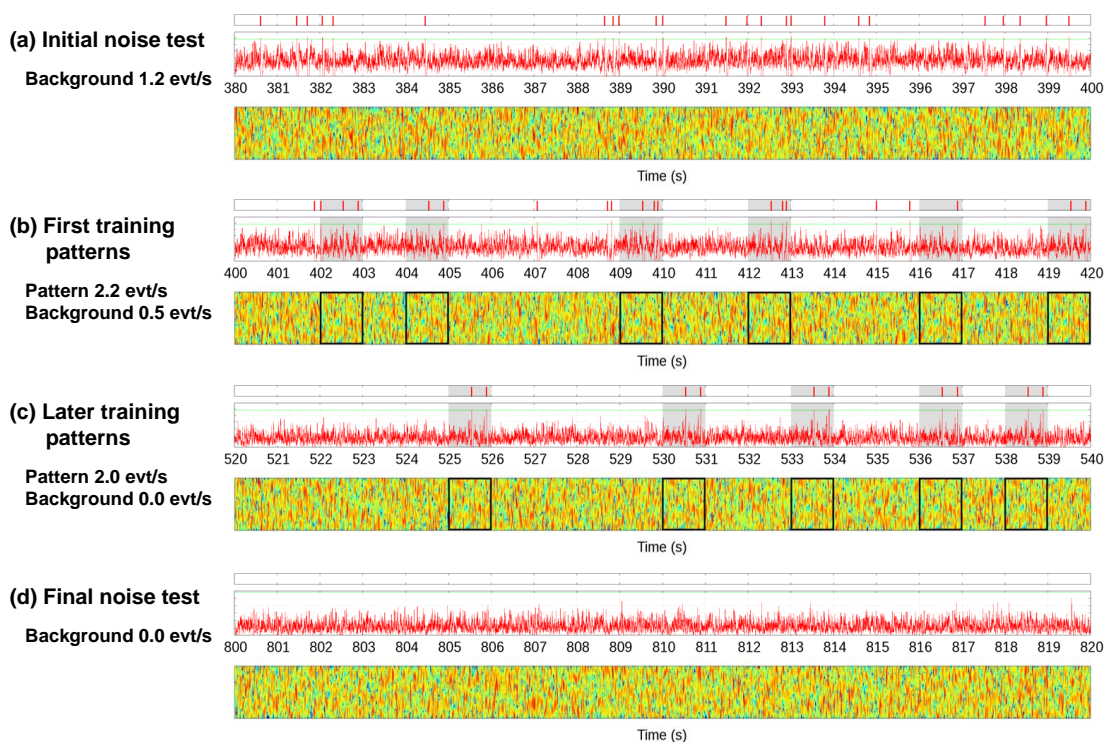 (a) Initial noise test
Background 1.2 evt/s
380 381 382 383 384 385 386 387 388 389 390 391 392 393 394 395 396 397 398 399 400
Time (s)
(b) First training
patterns
Pattern 2.2 evt/s
Background 0.5 evt/s
400 401 402 403 404 405 406 407 408 409 410 411 412 413 414 415 416 417 418 419 420
Time (s)
(c) Later training
patterns
Pattern 2.0 evt/s
Background 0.0 evt/s
520 521 522 523 524 525 526 527 528 529 530 531 532 533 534 535 536 537 538 539 540
Time (s)
(d) Final noise test
Background 0.0 evt/s
800 801 802 803 804 805 806 807 808 809 810 811 812 813 814 815 816 817 818 819 820
Time (s)